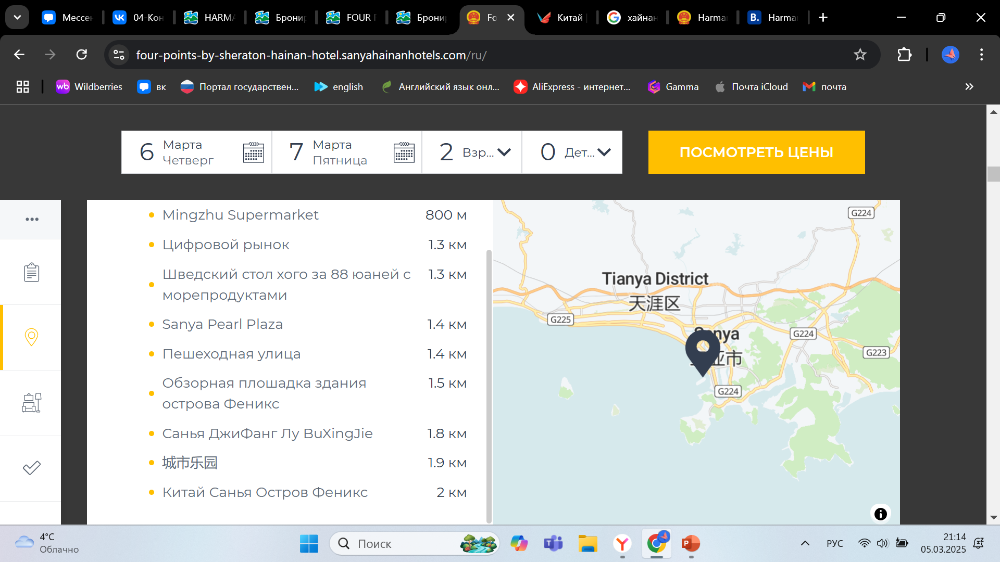 Мессен
04-Кон
HARMA
Бронир
FOUR P
Брони
Fo
Китай
хайнан
Harma
B.
Harma
four-points-by-sheraton-hainan-hotel.sanyahainanhotels.com/ru/
wb Wildberries
вк
Портал государствен...
english
Английский язык онл...
AliExpress - интернет...
Gamma
Почта iCloud
почта
6 Марта
Четверг
7 Марта
Пятница
2 Взр...
0 Дет...
ПОСМОТРЕТЬ ЦЕНЫ
Mingzhu Supermarket 800 м
Цифровой рынок 1.3 км
Шведский стол хого за 88 юаней с 1.3 км
морепродуктами
Sanya Pearl Plaza 1.4 км
Пешеходная улица 1.4 км
Обзорная плошадка здания 1.5 км
острова Феникс
Санья ДжиФанг Лу BuXingJie 1.8 км
城市乐园 1.9 км
Китай Санья Остров Феникс 2 км
G224
Tianya District
天涯区
G225
G224
G223
亚市
G224
4°C
Облачно
Поиск
РУС
21:14
05.03.2025